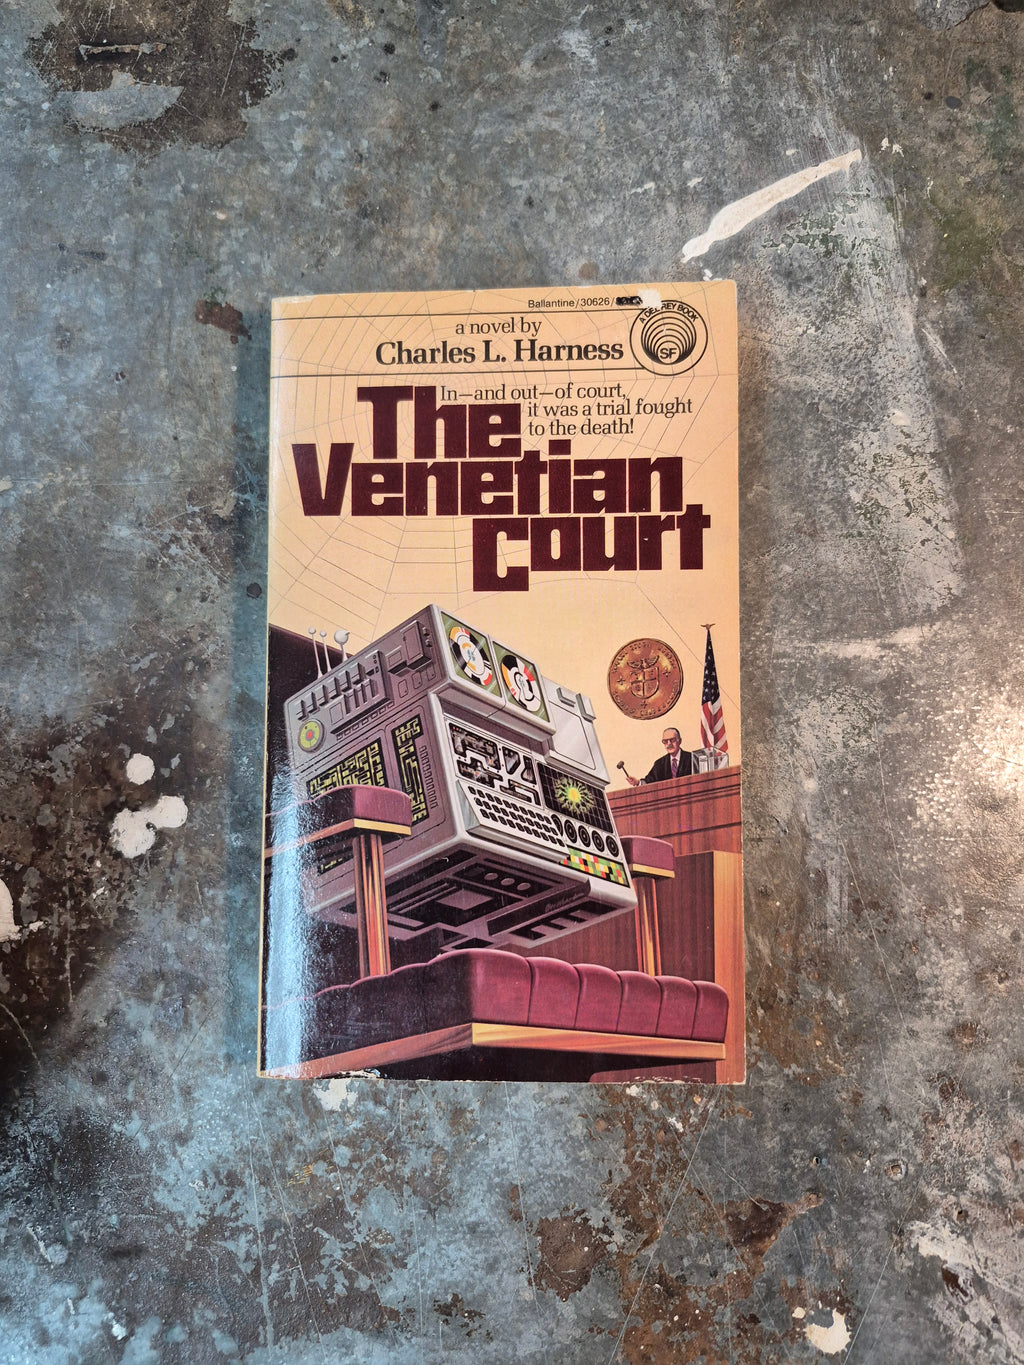 Ballantine/30626/
a novel by
Charles L. Harness
A DEL REY BOOK
SF
In—and out—of court,
it was a trial fought
to the death!
The
Venetian
Court